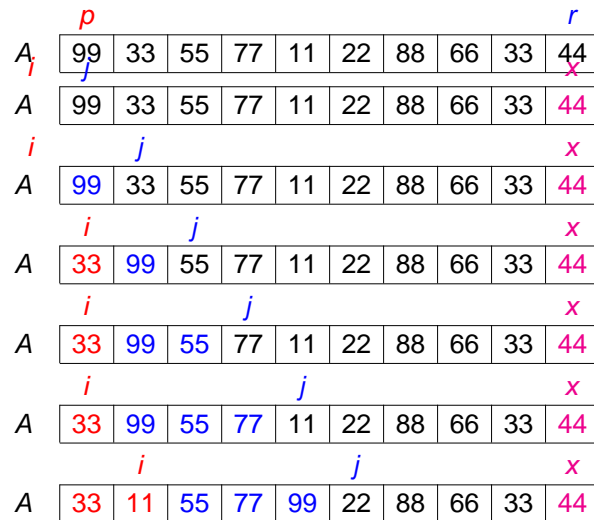 p r
A 99 33 55 77 11 22 88 66 33 44
i j x
A 99 33 55 77 11 22 88 66 33 44
i j x
A 99 33 55 77 11 22 88 66 33 44
i j x
A 33 99 55 77 11 22 88 66 33 44
i j x
A 33 99 55 77 11 22 88 66 33 44
i j x
A 33 99 55 77 11 22 88 66 33 44
i j x
A 33 11 55 77 99 22 88 66 33 44